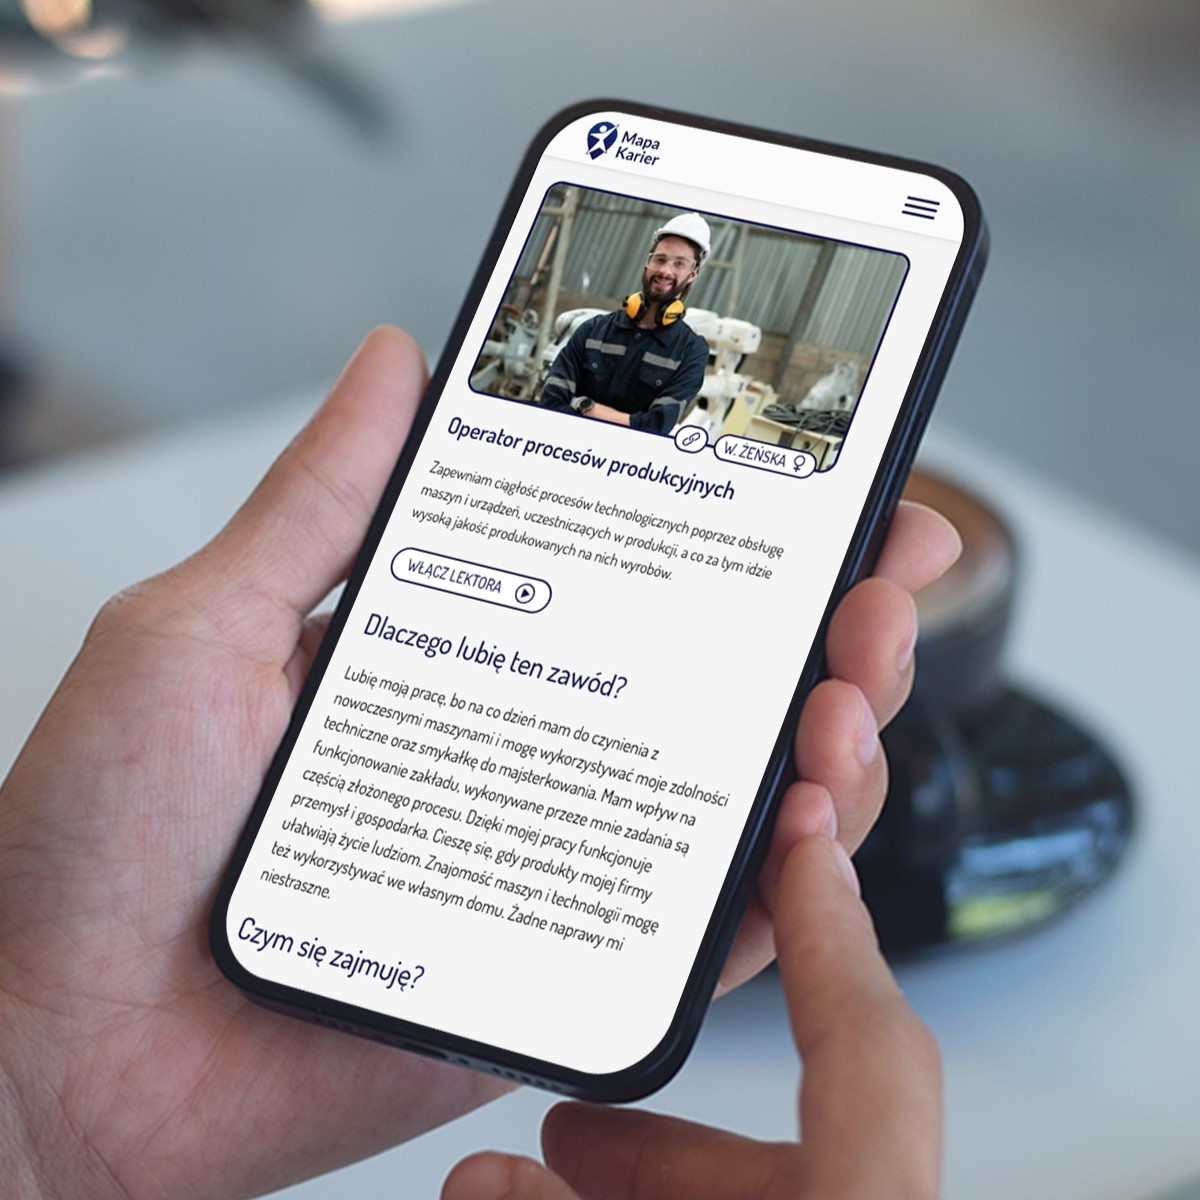 Mapa
Karier
W. ŻEŃSKA
Operator procesów produkcyjnych
Zapewniam ciągłość procesów technologicznych poprzez obsługę
maszyn i urządzeń, uczestniczących w produkcji, a co za tym idzie
wysoką jakość produkowanych na nich wyrobów.
WŁĄCZ LEKTORA
Dlaczego lubię ten zawód?
Lubię moją pracę, bo na co dzień mam do czynienia z
nowoczesnymi maszynami i mogę wykorzystywać moje zdolności
techniczne oraz smykałkę do majsterkowania. Mam wpływ na
funkcjonowanie zakładu, wykonywane przeze mnie zadania są
częścią złożonego procesu. Dzięki mojej pracy funkcjonuje
przemysł i gospodarka. Cieszę się, gdy produkty mojej firmy
ułatwiają życie ludziom. Znajomość maszyn i technologii mogę
też wykorzystywać we własnym domu. Żadne naprawy mi
niestraszne.
Czym się zajmuję?